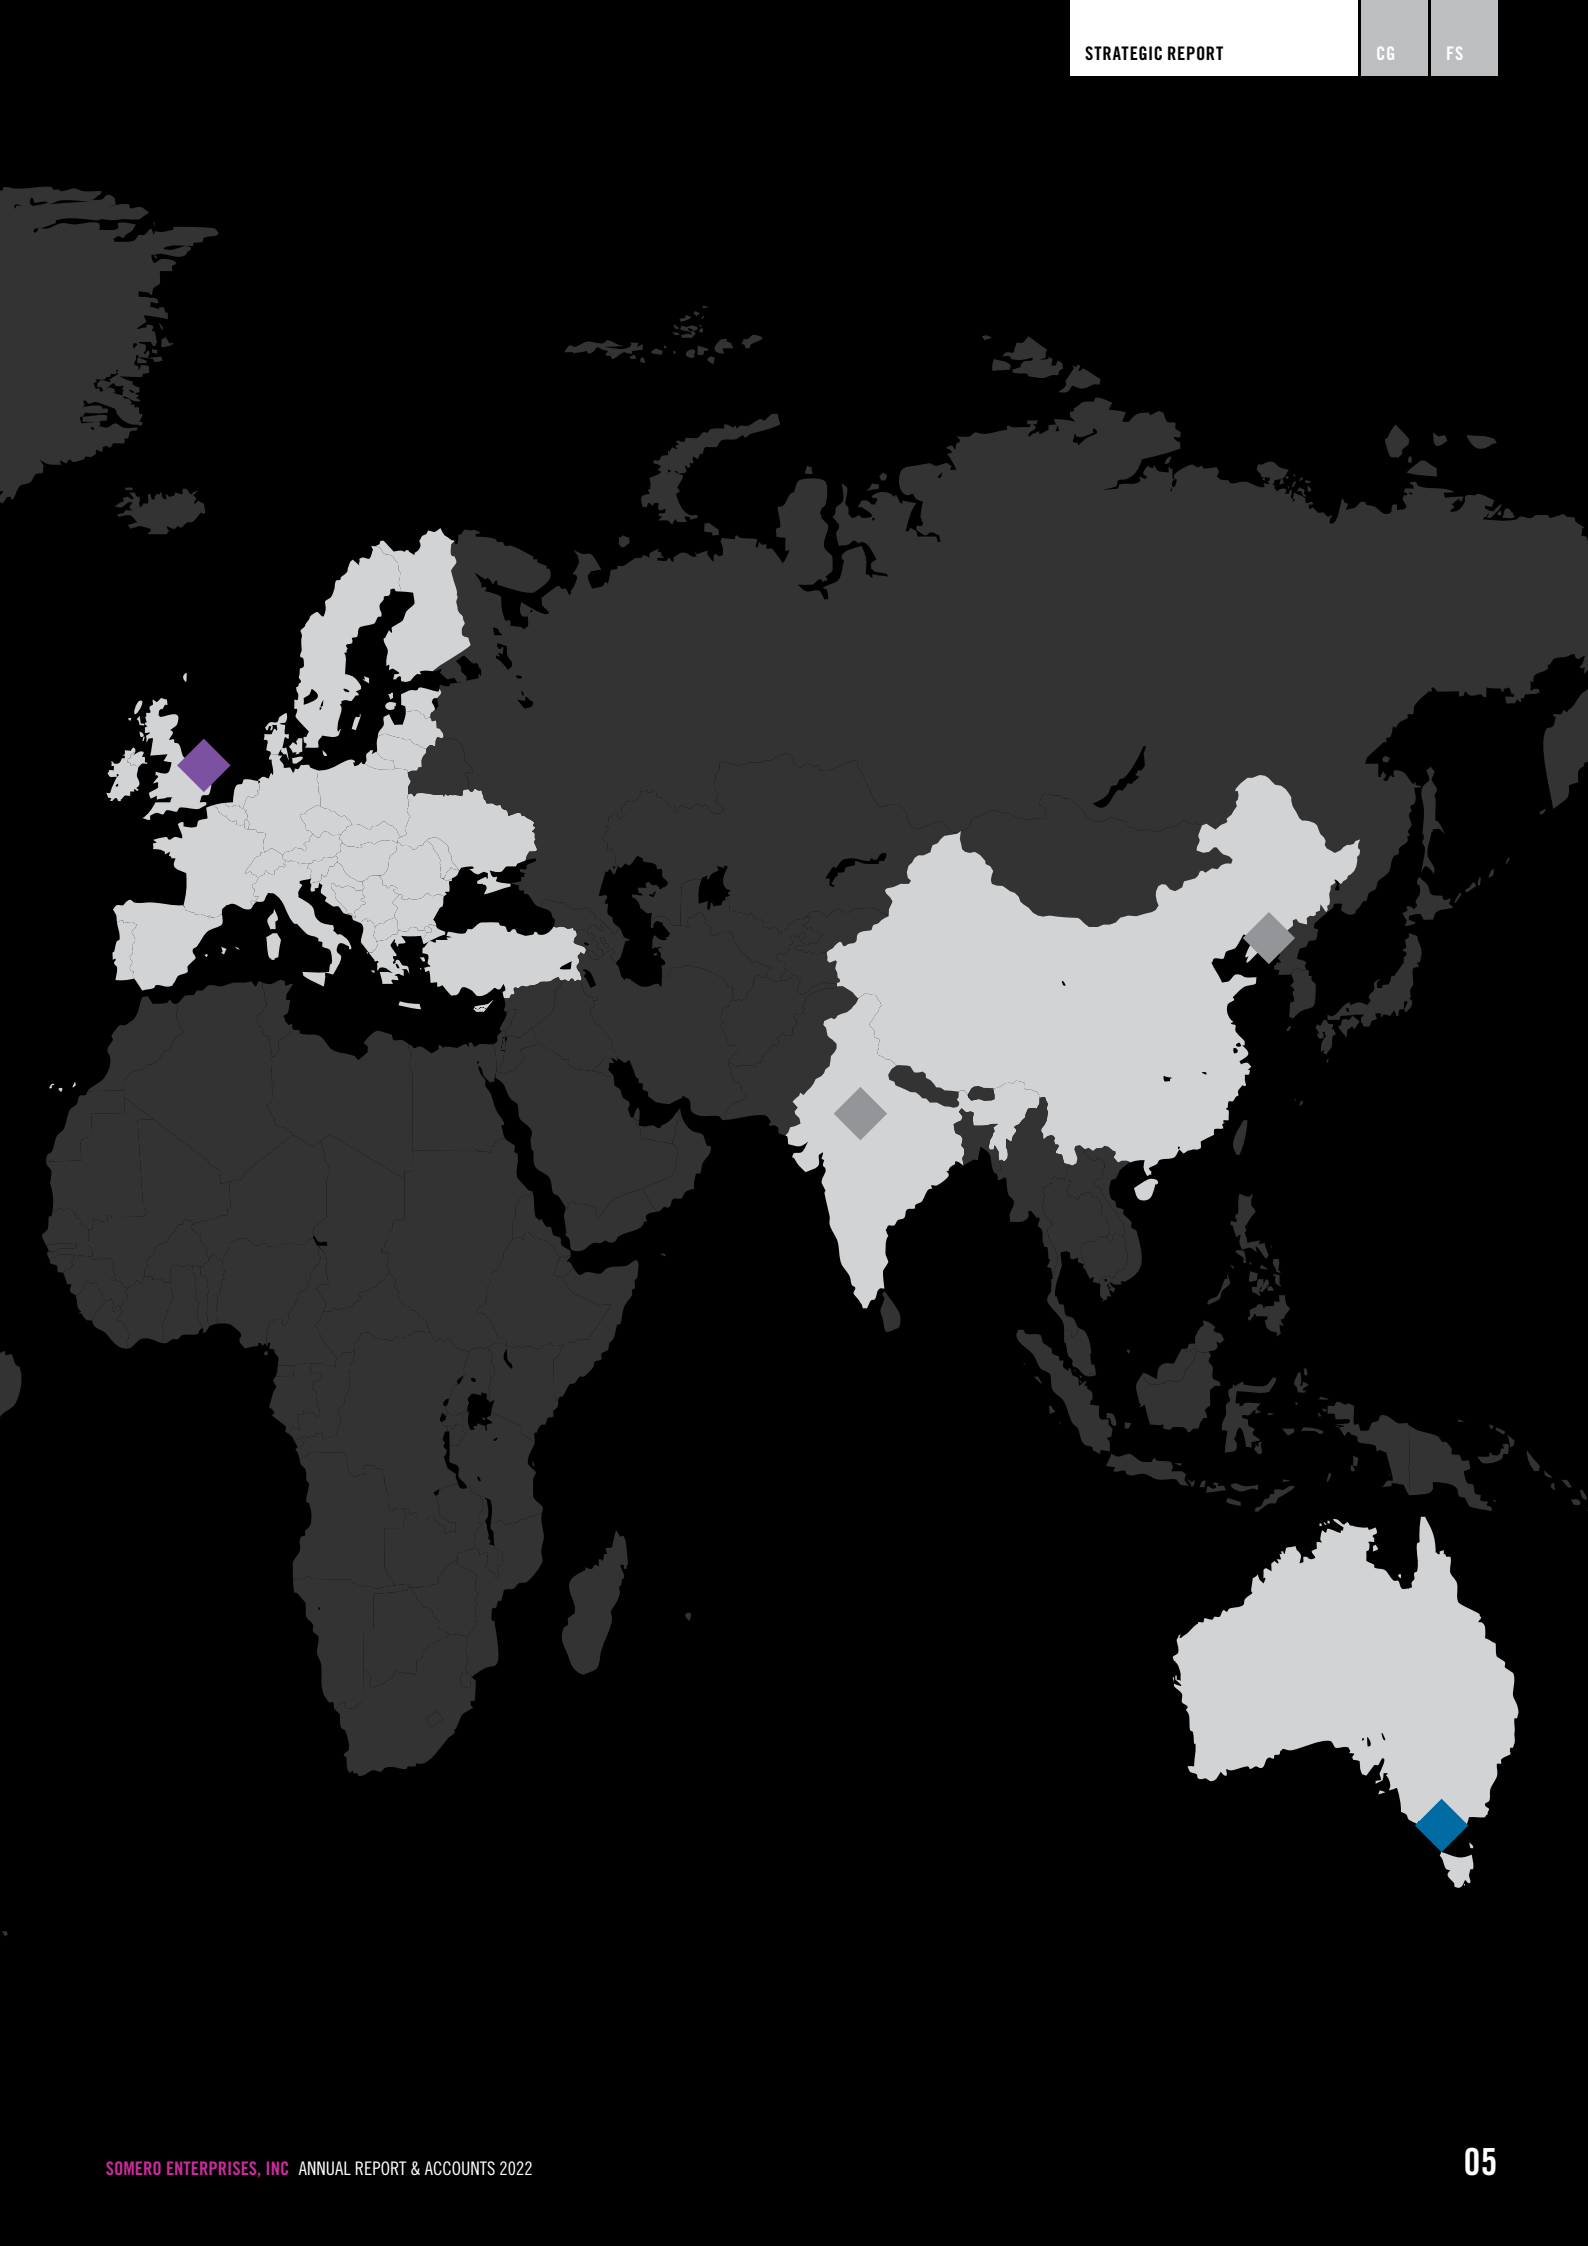 STRATEGIC REPORT CG FS
SOMERO ENTERPRISES, INC ANNUAL REPORT & ACCOUNTS 2022 05